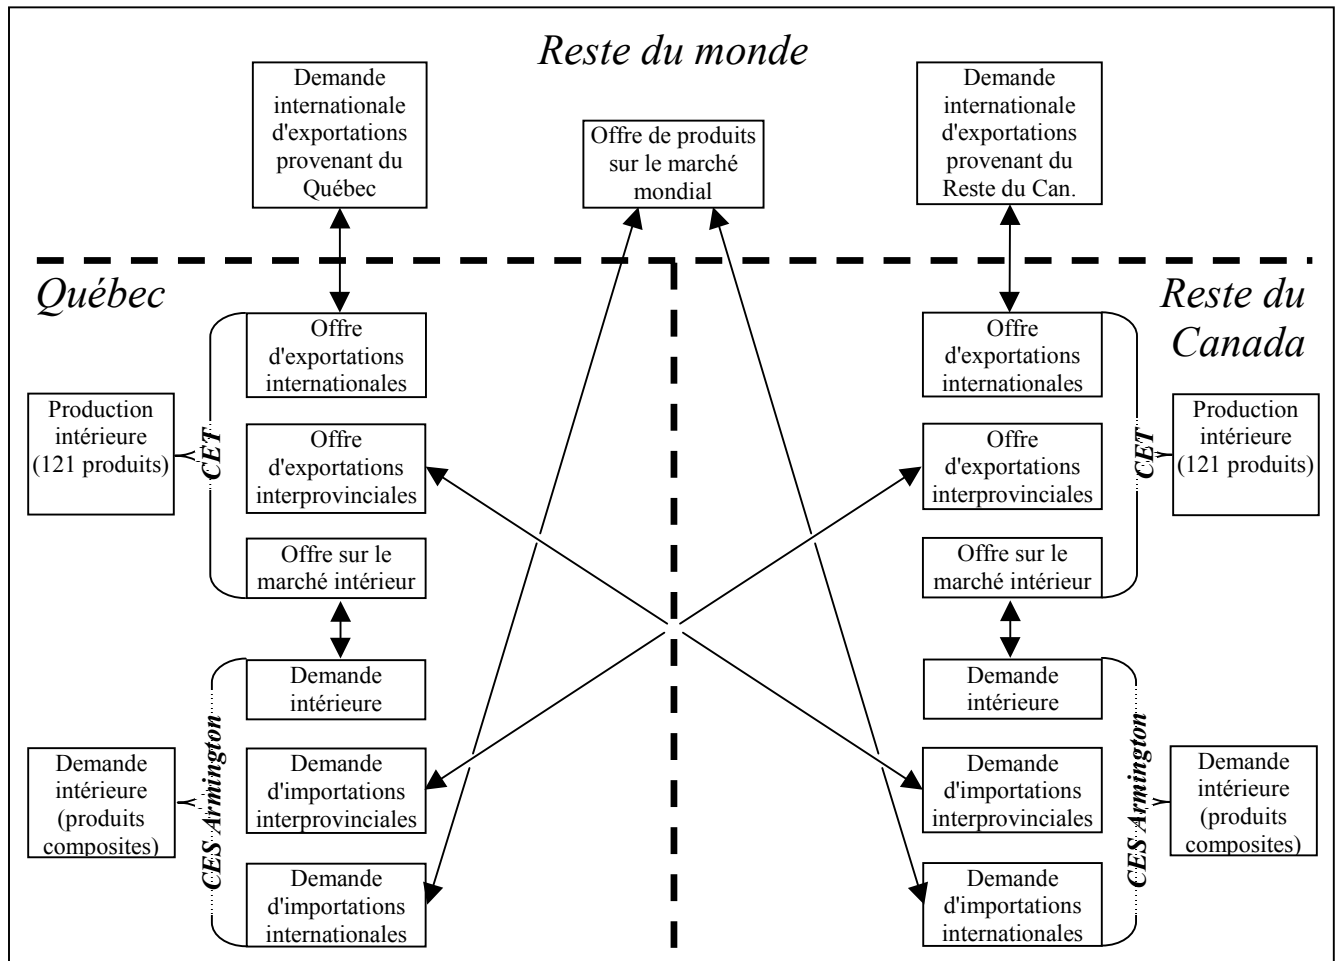 Reste du monde
Demande
internationale
d'exportations
provenant du
Québec
Offre de produits
sur le marché
mondial
Demande
internationale
d'exportations
provenant du
Reste du Can.
Québec
Reste du
Canada
Production
intérieure
(121 produits)
CET
Offre
d'exportations
internationales
Offre
d'exportations
interprovinciales
Offre sur le
marché intérieur
Offre
d'exportations
internationales
Offre
d'exportations
interprovinciales
Offre sur le
marché intérieur
CET
Production
intérieure
(121 produits)
Demande
intérieure
(produits
composites)
CES Armington
Demande
intérieure
Demande
d'importations
interprovinciales
Demande
d'importations
internationales
Demande
intérieure
Demande
d'importations
interprovinciales
Demande
d'importations
internationales
CES Armington
Demande
intérieure
(produits
composites)